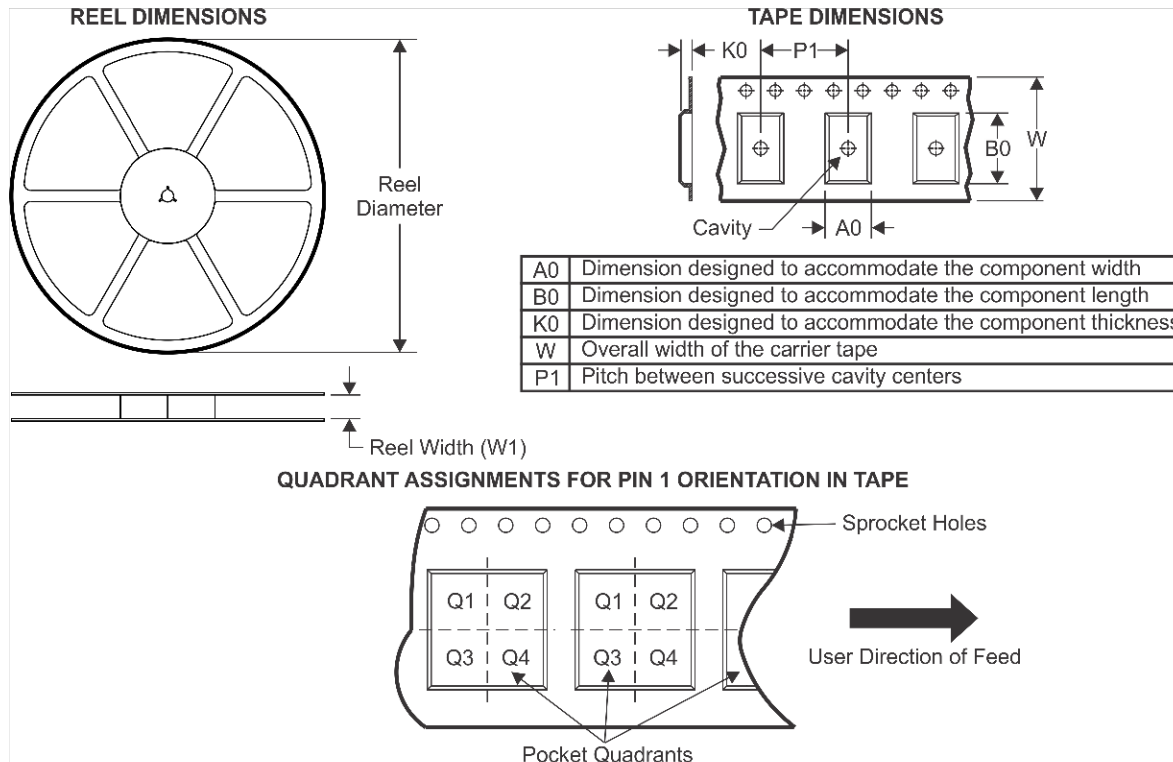 REEL DIMENSIONS
Reel
Diameter
Reel Width (W1)
TAPE DIMENSIONS
K0
P1
B0
W
Cavity
A0
A0 Dimension designed to accommodate the component width
B0 Dimension designed to accommodate the component length
K0 Dimension designed to accommodate the component thickness
W Overall width of the carrier tape
P1 Pitch between successive cavity centers
QUADRANT ASSIGNMENTS FOR PIN 1 ORIENTATION IN TAPE
Sprocket Holes
Q1 Q2 Q1 Q2
Q3 Q4 Q3 Q4
User Direction of Feed
Pocket Quadrants